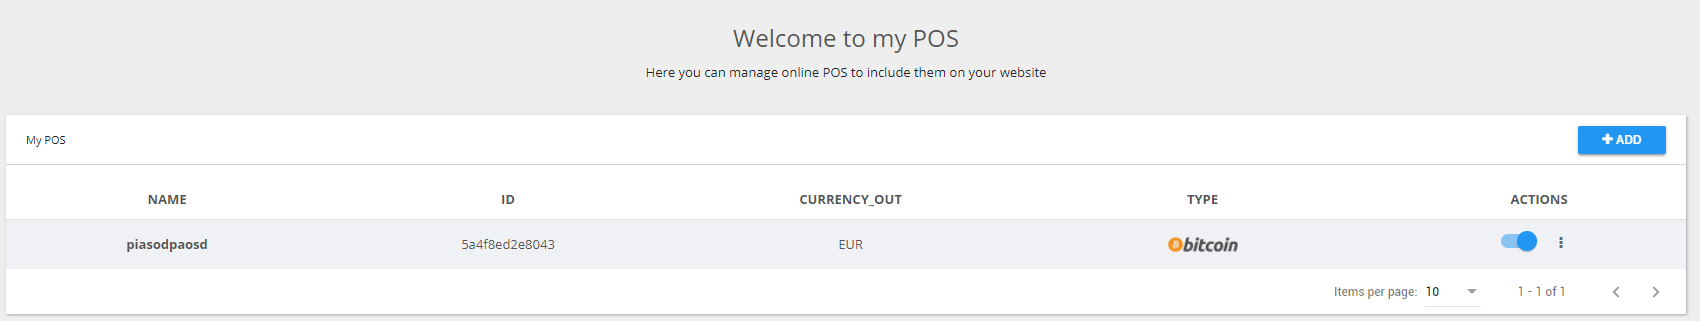 Welcome to my POS
Here you can manage online POS to include them on your website
My POS
ADD
NAME ID CURRENCY_OUT TYPE ACTIONS
piasodpaosd 5a4f8ed2e8043 EUR bitcoin
Items per page: 10 1 - 1 of 1